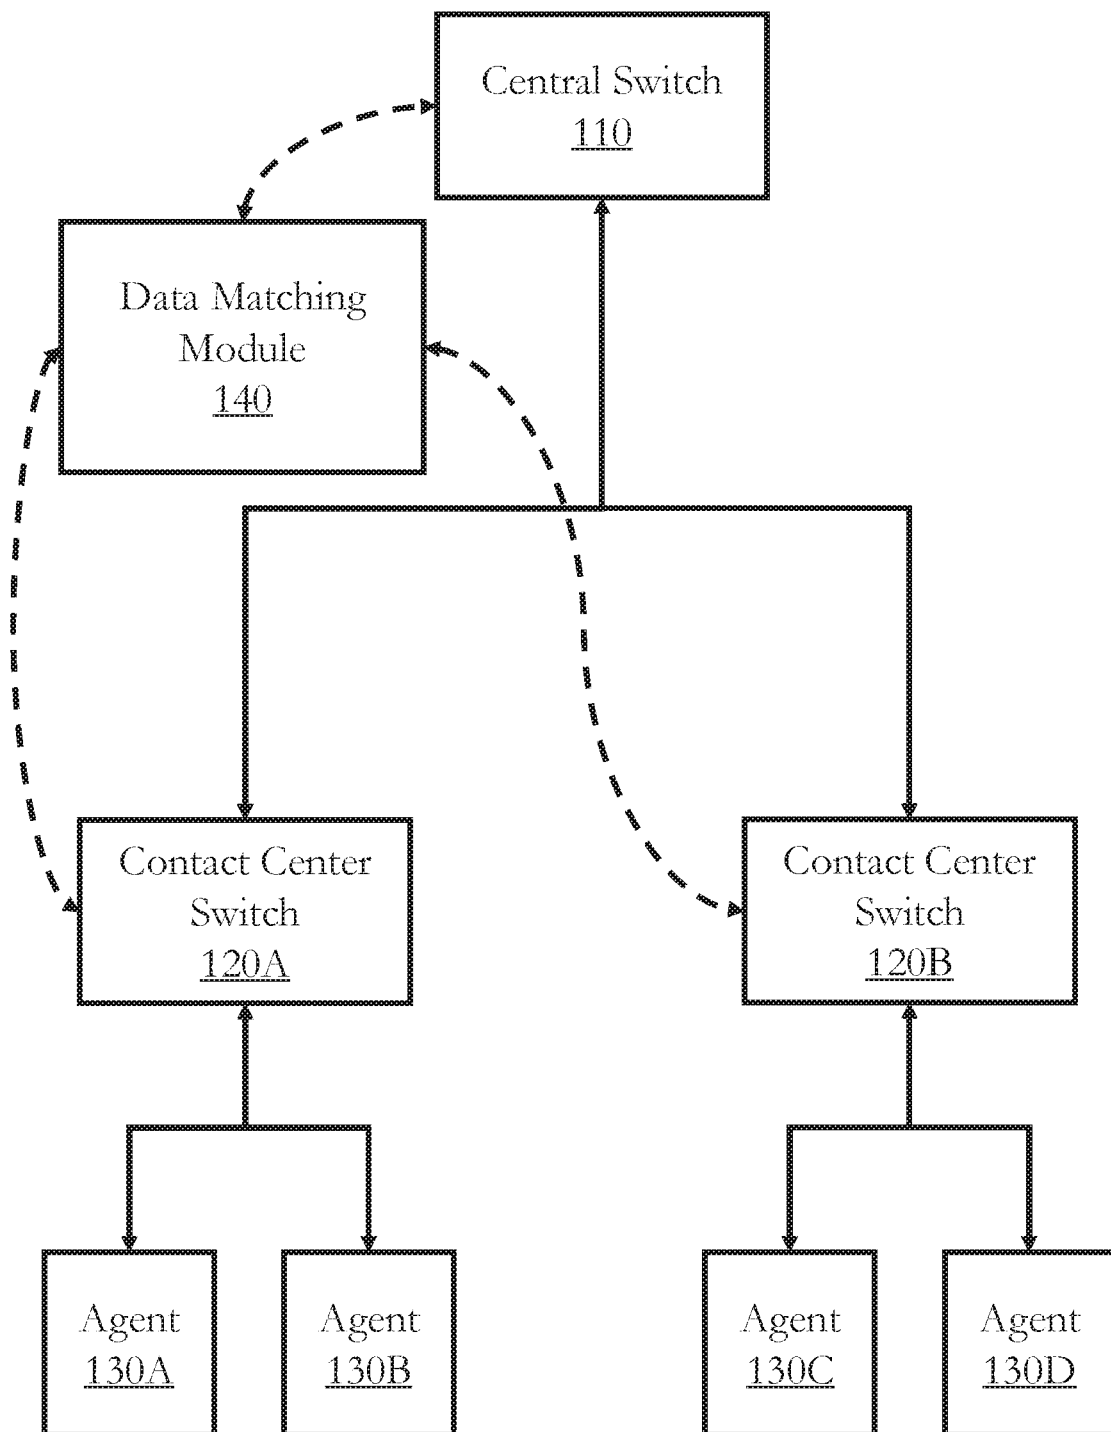 Central Switch
110
Data Matching
Module
140
Contact Center
Switch
120A
Contact Center
Switch
120B
Agent
130A
Agent
130B
Agent
130C
Agent
130D